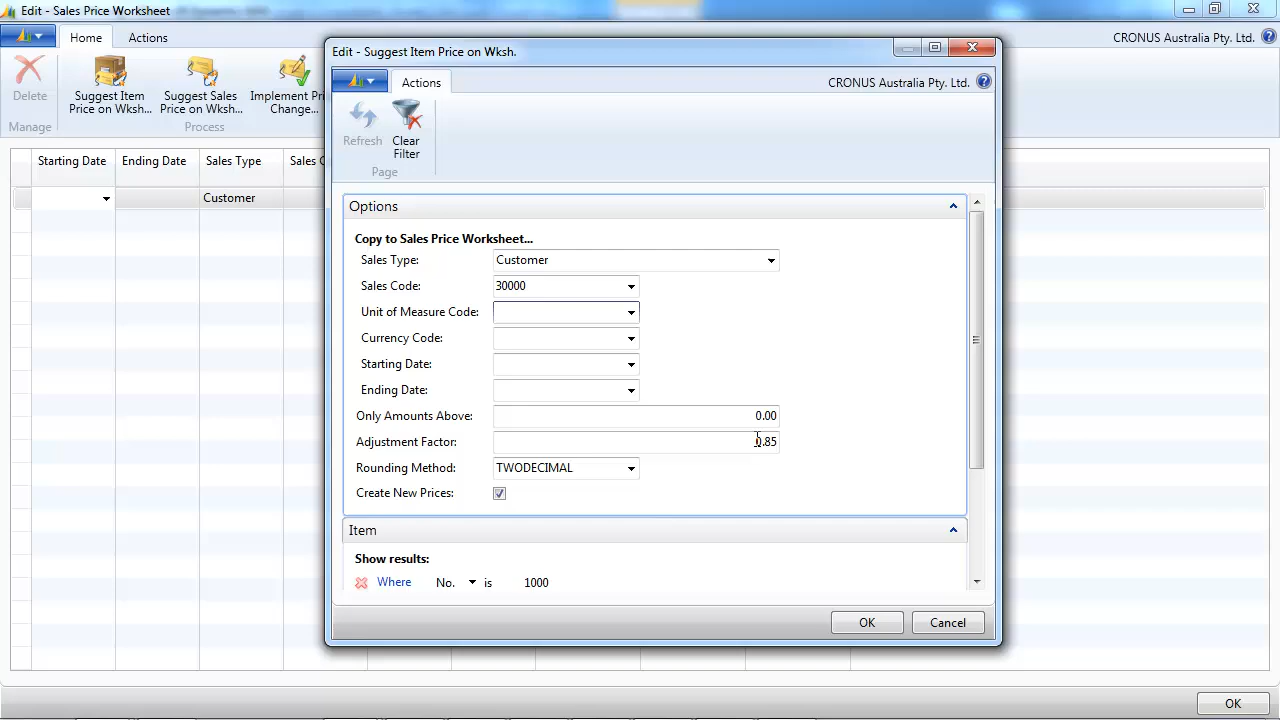 Edit - Sales Price Worksheet
Home
Actions
CRONUS Australia Pty. Ltd.
Delete
Suggest Item
Price on Wksh...
Suggest Sales
Price on Wksh...
Implement Pri
Change...
Manage
Process
Starting Date
Ending Date
Sales Type
Sales C
Customer
Edit - Suggest Item Price on Wksh.
Actions
CRONUS Australia Pty. Ltd.
Refresh
Clear
Filter
Page
Options
Copy to Sales Price Worksheet...
Sales Type:
Customer
Sales Code:
30000
Unit of Measure Code:
Currency Code:
Starting Date:
Ending Date:
Only Amounts Above:
0.00
Adjustment Factor:
0.85
Rounding Method:
TWODECIMAL
Create New Prices:
Item
Show results:
Where No. is 1000
OK
Cancel
OK